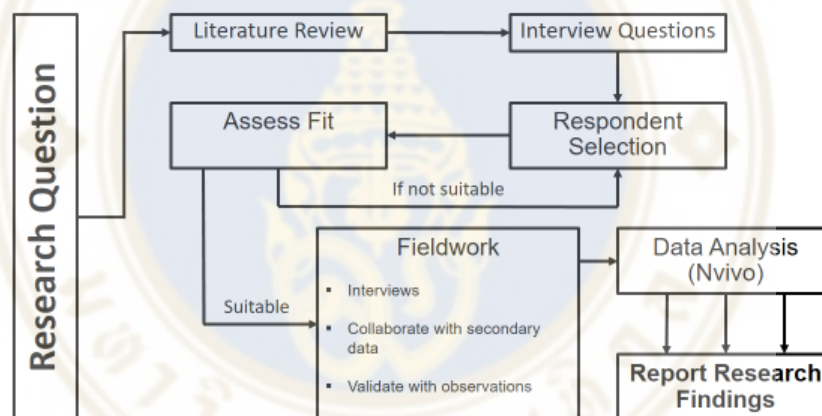 Research Question
Literature Review
Interview Questions
Assess Fit
Respondent
Selection
If not suitable
Suitable
Fieldwork
▪ Interviews
▪ Collaborate with secondary
data
▪ Validate with observations
Data Analysis
(Nvivo)
Report Research
Findings